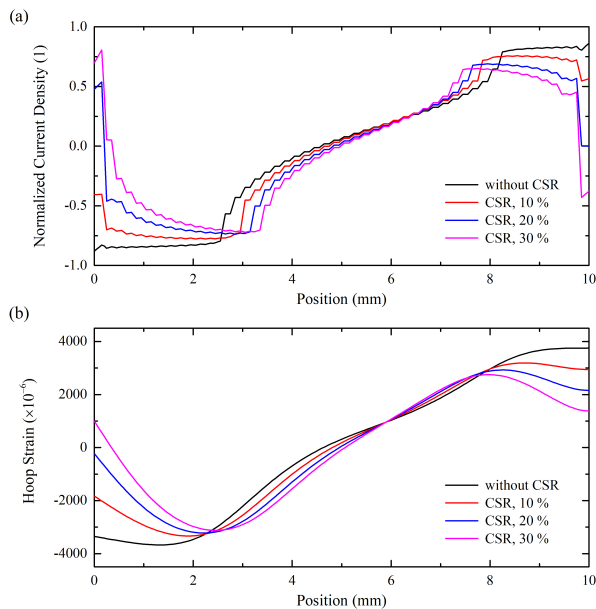 (a)
1.0
0.5
0.0
-0.5
-1.0
Normalized Current Density (1)
without CSR
CSR, 10 %
CSR, 20 %
CSR, 30 %
0
2
4
6
8
10
Position (mm)
(b)
4000
2000
0
-2000
-4000
Hoop Strain (×10⁻⁶)
without CSR
CSR, 10 %
CSR, 20 %
CSR, 30 %
0
2
4
6
8
10
Position (mm)